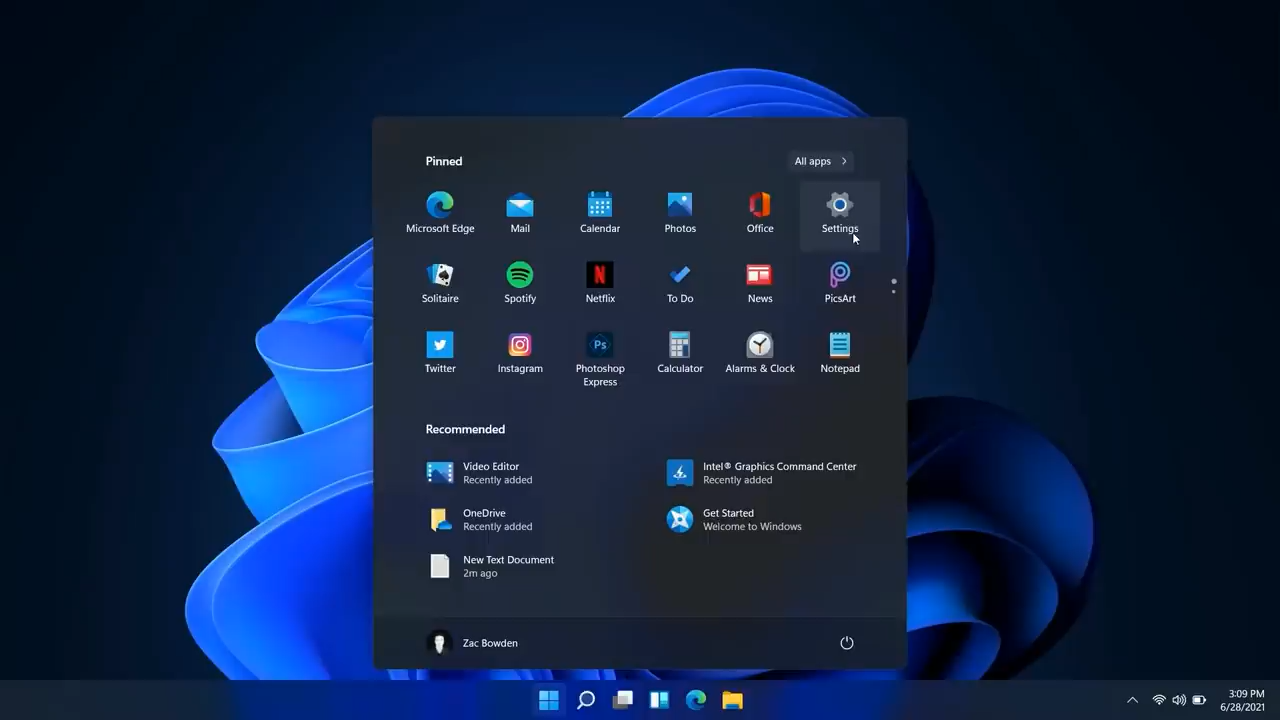 Pinned
All apps
Microsoft Edge
Mail
Calendar
Photos
Office
Settings
Solitaire
Spotify
Netflix
To Do
News
PicsArt
Twitter
Instagram
Ps
Photoshop
Express
Calculator
Alarms & Clock
Notepad
Recommended
Video Editor
Recently added
Intel® Graphics Command Center
Recently added
OneDrive
Recently added
Get Started
Welcome to Windows
New Text Document
2m ago
Zac Bowden
3:09 PM
6/28/2021